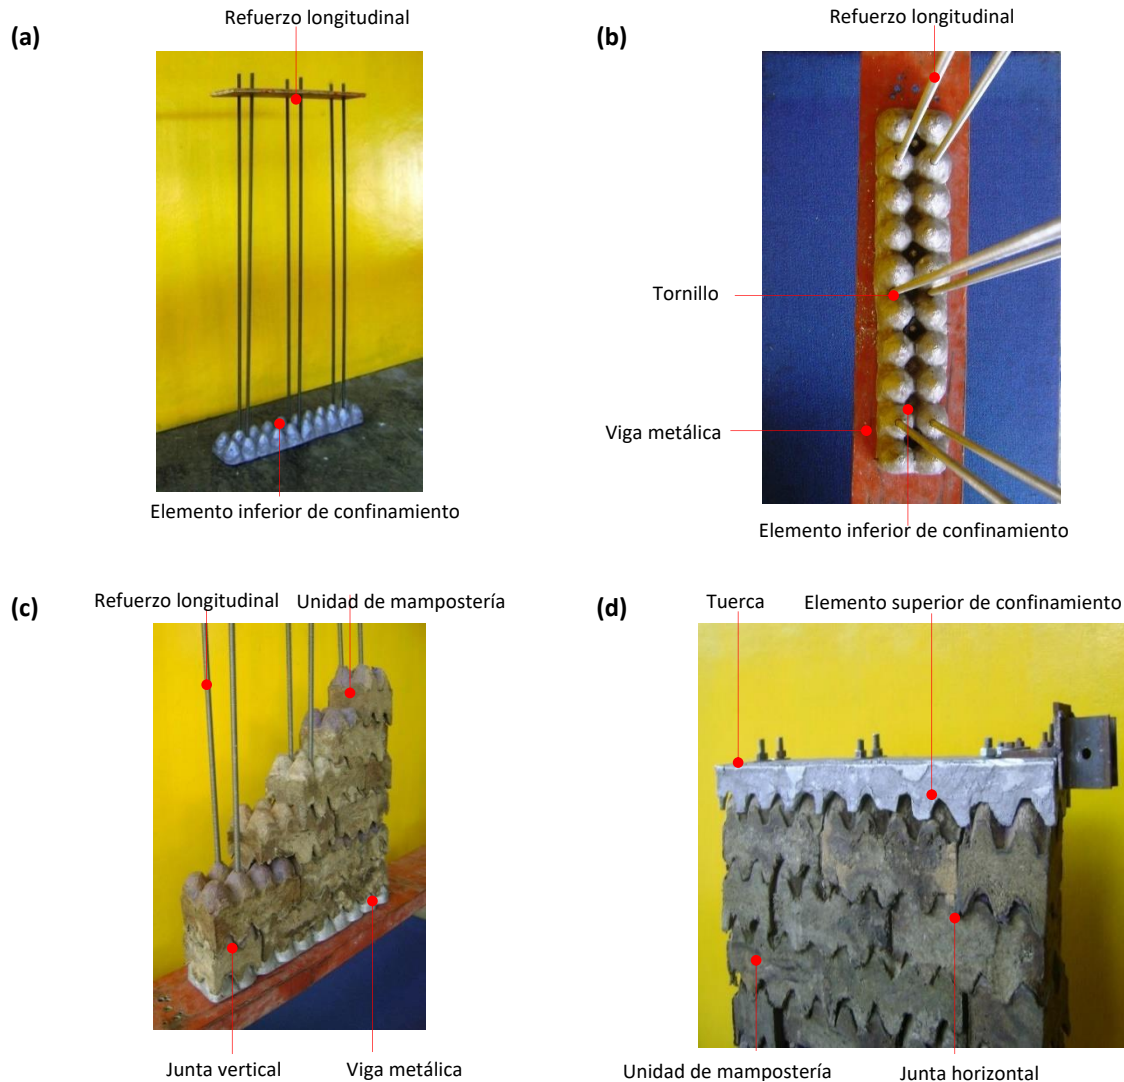 Refuerzo longitudinal
(a)
Elemento inferior de confinamiento
Refuerzo longitudinal
(b)
Tornillo
Viga metálica
Elemento inferior de confinamiento
(c)
Refuerzo longitudinal
Unidad de mampostería
Junta vertical
Viga metálica
(d)
Tuerca
Elemento superior de confinamiento
Unidad de mampostería
Junta horizontal